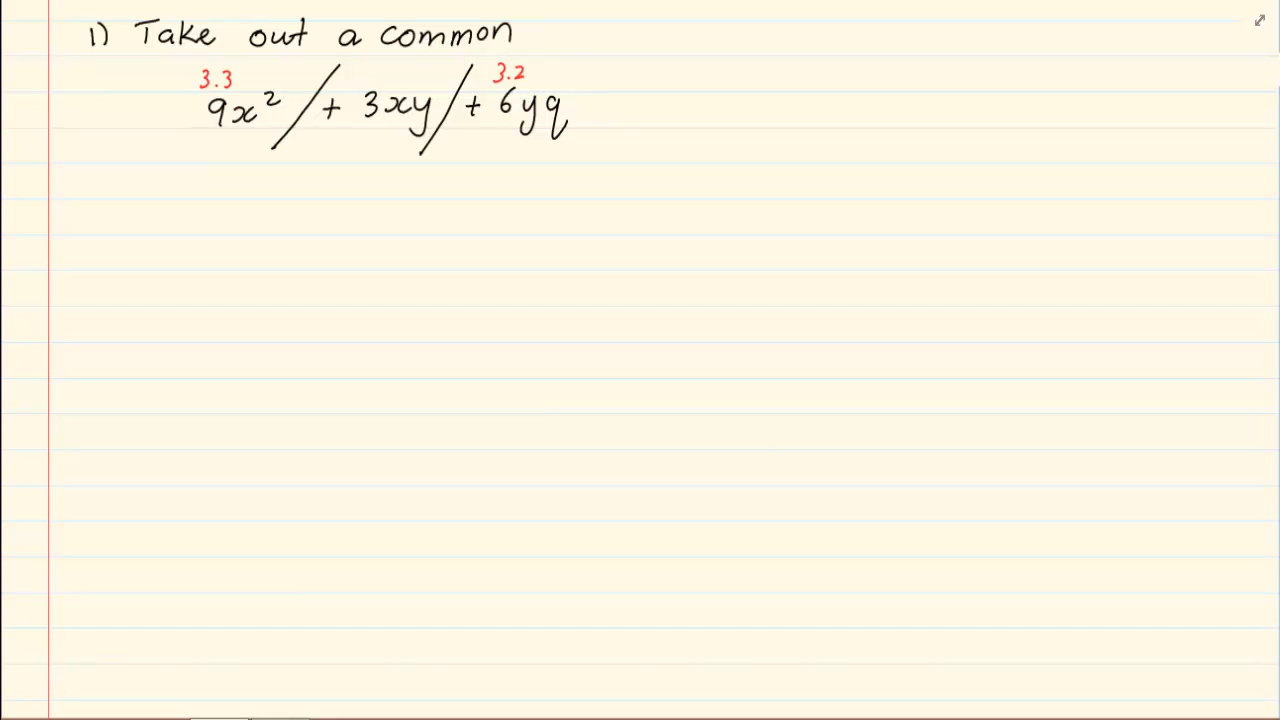 1) Take out a common
3.3 3.2
9x² / + 3xy / + 6yq